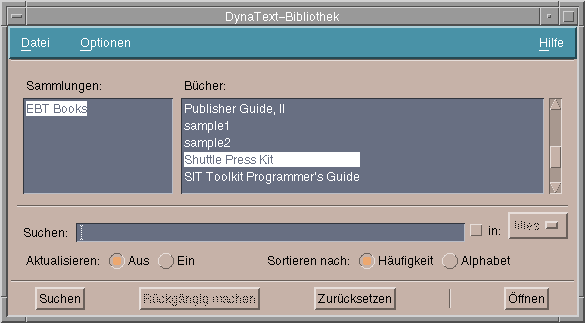 DynaText-Bibliothek
Datei Optionen Hilfe
Sammlungen: Bücher:
EBT Books
Publisher Guide, II
sample1
sample2
Shuttle Press Kit
SIT Toolkit Programmer's Guide
Suchen: in: Alles
Aktualisieren: Aus Ein Sortieren nach: Häufigkeit Alphabet
Suchen Rückgängig machen Zurücksetzen Öffnen